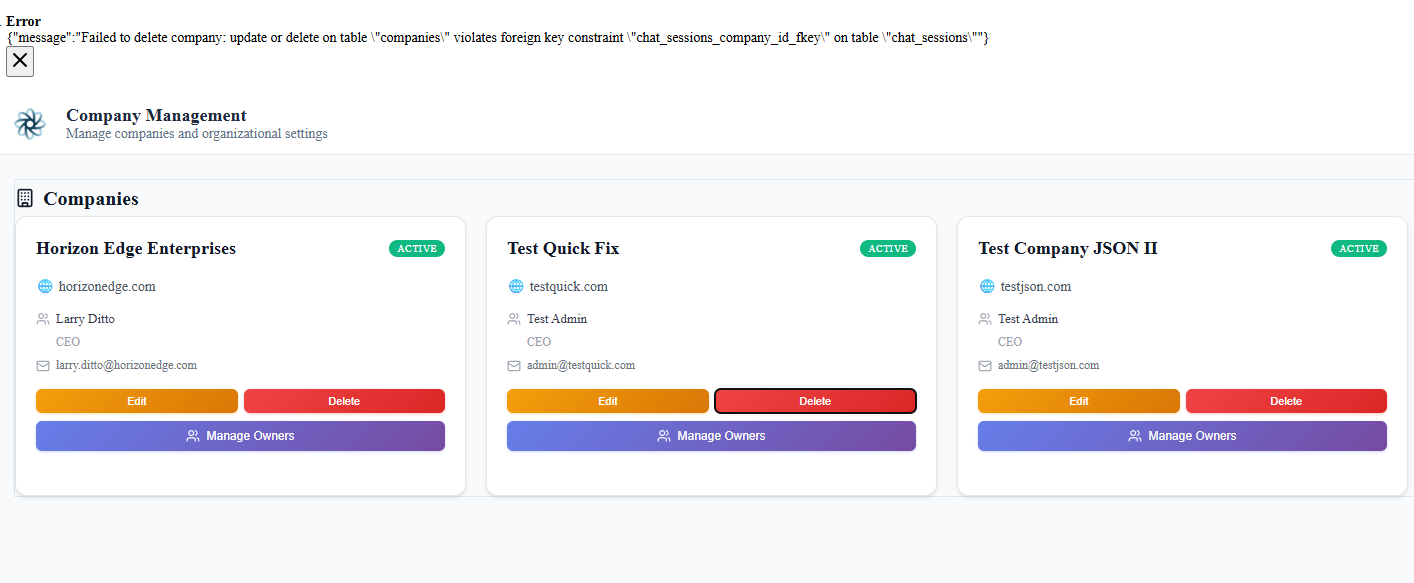 Error
{"message":"Failed to delete company: update or delete on table \"companies\" violates foreign key constraint \"chat_sessions_company_id_fkey\" on table \"chat_sessions\""}
Company Management
Manage companies and organizational settings
Companies
Horizon Edge Enterprises
ACTIVE
horizonedge.com
Larry Ditto
CEO
larry.ditto@horizonedge.com
Edit
Delete
Manage Owners
Test Quick Fix
ACTIVE
testquick.com
Test Admin
CEO
admin@testquick.com
Edit
Delete
Manage Owners
Test Company JSON II
ACTIVE
testjson.com
Test Admin
CEO
admin@testjson.com
Edit
Delete
Manage Owners